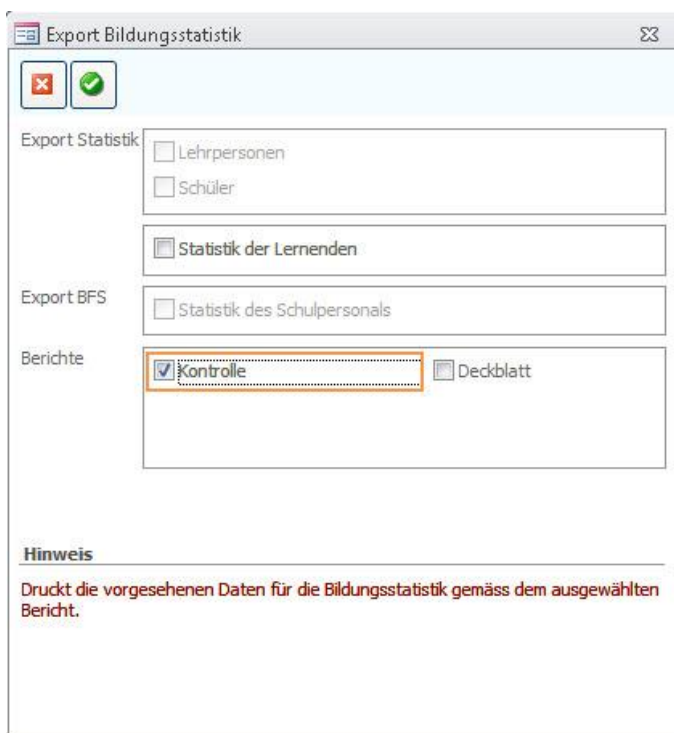 Export Bildungsstatistik
Export Statistik
Lehrpersonen
Schüler
Statistik der Lernenden
Export BFS
Statistik des Schulpersonals
Berichte
Kontrolle Deckblatt
Hinweis
Druckt die vorgesehenen Daten für die Bildungsstatistik gemäss dem ausgewählten
Bericht.